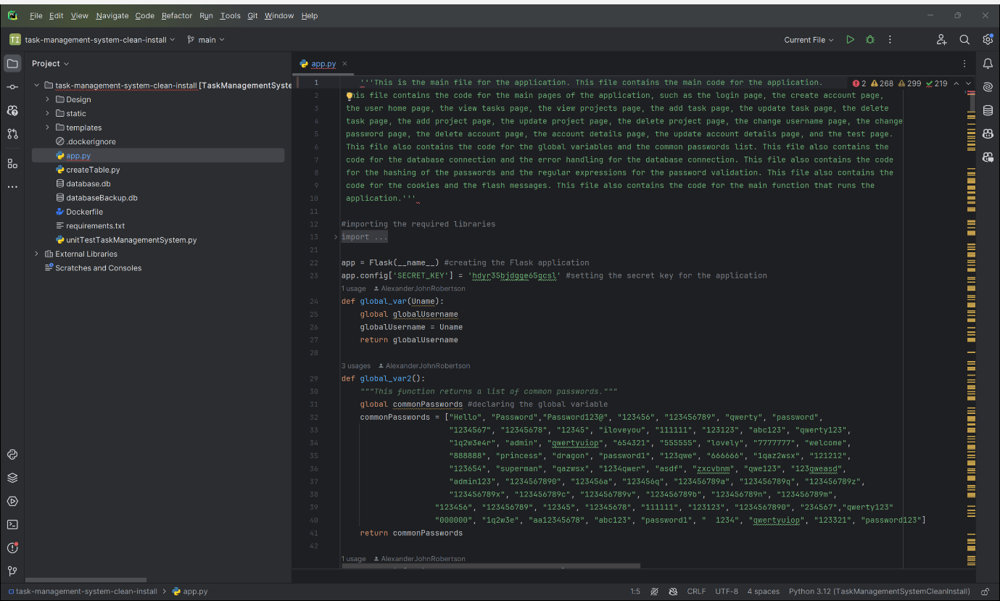 File Edit View Navigate Code Refactor Run Tools Git Window Help
TI task-management-system-clean-install main Current File
Project
app.py
task-management-system-clean-install [TaskManagementSyste
Design
static
templates
.dockerignore
app.py
createTable.py
database.db
databaseBackup.db
Dockerfile
requirements.txt
unitTestTaskManagementSystem.py
External Libraries
Scratches and Consoles
2 268 299 219
1 '''This is the main file for the application. This file contains the main code for the application.
2 This file contains the code for the main pages of the application, such as the login page, the create account page,
3 the user home page, the view tasks page, the view projects page, the add task page, the update task page, the delete
4 task page, the add project page, the update project page, the delete project page, the change username page, the change
5 password page, the delete account page, the account details page, the update account details page, and the test page.
6 This file also contains the code for the global variables and the common passwords list. This file also contains the
7 code for the database connection and the error handling for the database connection. This file also contains the code
8 for the hashing of the passwords and the regular expressions for the password validation. This file also contains the
9 code for the cookies and the flash messages. This file also contains the code for the main function that runs the
10 application.'''
11
12 #importing the required libraries
13 import ...
21
22 app = Flask(__name__) #creating the Flask application
23 app.config['SECRET_KEY'] = 'hdyr35bjdgge65gcsl' #setting the secret key for the application
1 usage AlexanderJohnRobertson
24 def global_var(Uname):
25 global globalUsername
26 globalUsername = Uname
27 return globalUsername
28
3 usages AlexanderJohnRobertson
29 def global_var2():
30 """This function returns a list of common passwords."""
31 global commonPasswords #declaring the global variable
32 commonPasswords = ["Hello", "Password","Password123@", "123456", "123456789", "qwerty", "password",
33 "1234567", "12345678", "12345", "iloveyou", "111111", "123123", "abc123", "qwerty123",
34 "1q2w3e4r", "admin", "qwertyuiop", "654321", "555555", "lovely", "7777777", "welcome",
35 "888888", "princess", "dragon", "password1", "123qwe", "666666", "1qaz2wsx", "121212",
36 "123654", "superman", "qazwsx", "1234qwer", "asdf", "zxcvbnm", "qwe123", "123qweasd",
37 "admin123", "1234567890", "123456a", "123456q", "123456789a", "123456789q", "123456789z",
38 "123456789x", "123456789c", "123456789v", "123456789b", "123456789n", "123456789m",
39 "123456", "123456789", "12345", "12345678", "111111", "123123", "1234567890", "234567","qwerty123"
40 "000000", "1q2w3e", "aa12345678", "abc123", "password1", " 1234", "qwertyuiop", "123321", "password123"]
41 return commonPasswords
42
1 usage AlexanderJohnRobertson
task-management-system-clean-install > app.py 1:5 CRLF UTF-8 4 spaces Python 3.12 (TaskManagementSystemCleanInstall)